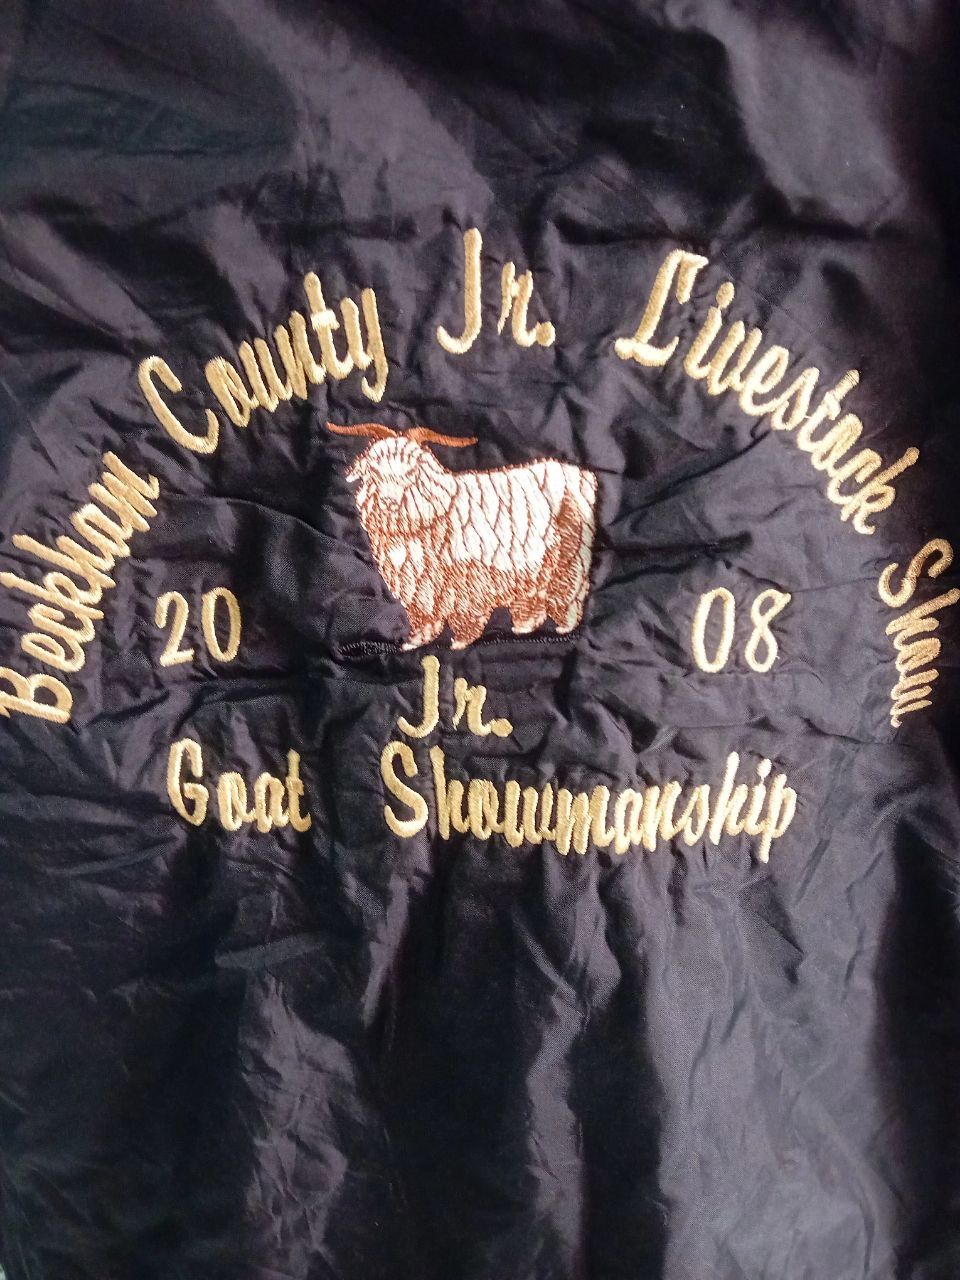 Beckham County Jr. Livestock Show
20 08
Jr.
Goat Showmanship